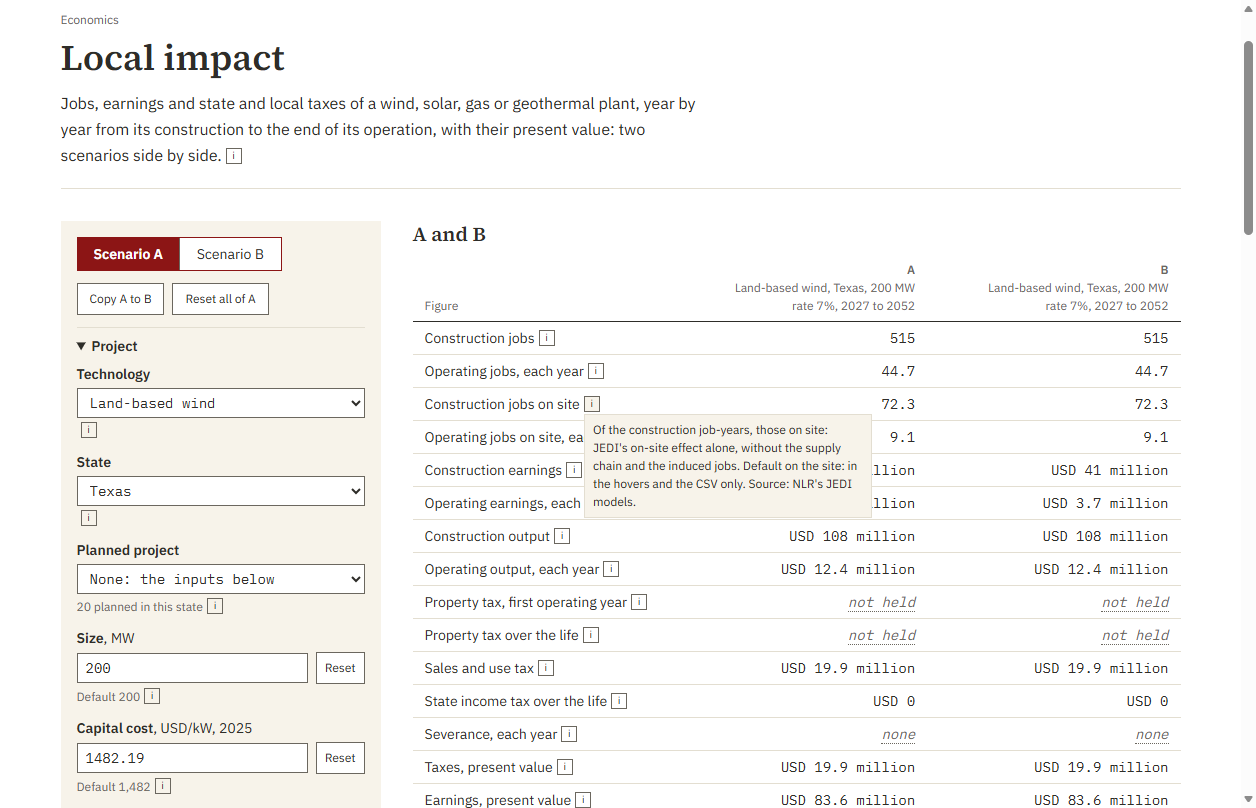 Economics
Local impact
Jobs, earnings and state and local taxes of a wind, solar, gas or geothermal plant, year by
year from its construction to the end of its operation, with their present value: two
scenarios side by side. i
Scenario A Scenario B
Copy A to B Reset all of A
▼ Project
Technology
Land-based wind
i
State
Texas
i
Planned project
None: the inputs below
20 planned in this state i
Size, MW
200 Reset
Default 200 i
Capital cost, USD/kW, 2025
1482.19 Reset
Default 1,482 i
A and B
A B
Land-based wind, Texas, 200 MW Land-based wind, Texas, 200 MW
Figure rate 7%, 2027 to 2052 rate 7%, 2027 to 2052
Construction jobs i 515 515
Operating jobs, each year i 44.7 44.7
Construction jobs on site i 72.3 72.3
Operating jobs on site, ea 9.1 9.1
Construction earnings i llion USD 41 million
Operating earnings, each llion USD 3.7 million
Of the construction job-years, those on site:
JEDI's on-site effect alone, without the supply
chain and the induced jobs. Default on the site: in
the hovers and the CSV only. Source: NLR's JEDI
models.
Construction output i USD 108 million USD 108 million
Operating output, each year i USD 12.4 million USD 12.4 million
Property tax, first operating year i not held not held
Property tax over the life i not held not held
Sales and use tax i USD 19.9 million USD 19.9 million
State income tax over the life i USD 0 USD 0
Severance, each year i none none
Taxes, present value i USD 19.9 million USD 19.9 million
Earnings, present value i USD 83.6 million USD 83.6 million